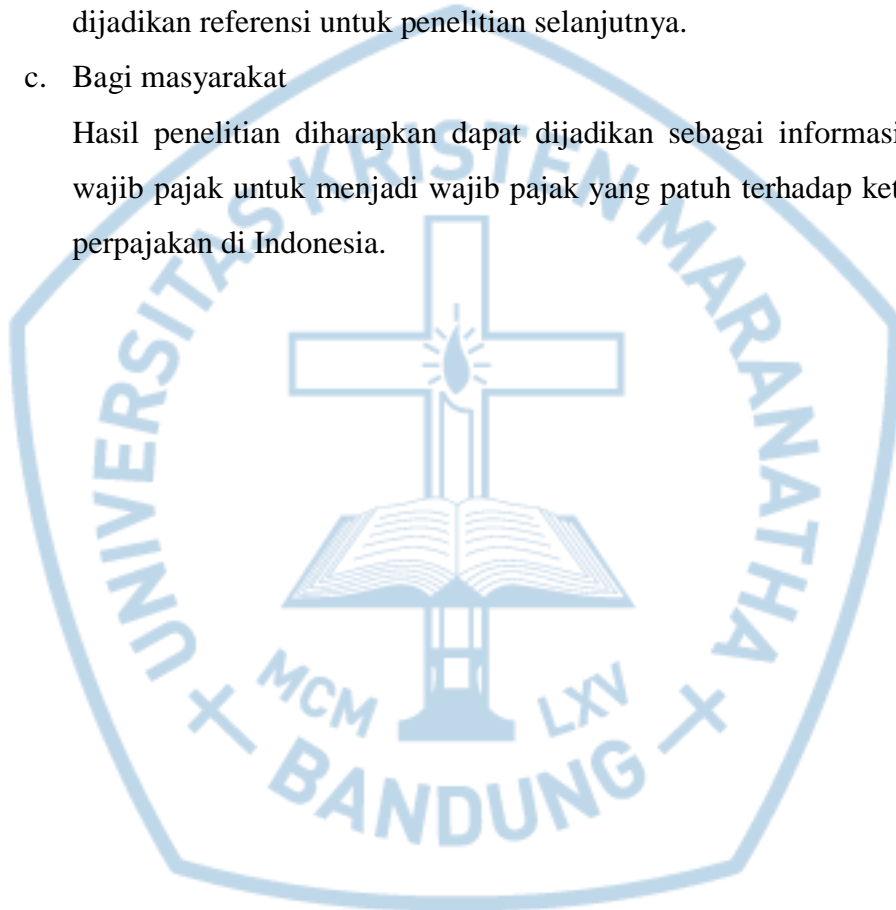 dijadikan referensi untuk penelitian selanjutnya.
c. Bagi masyarakat
Hasil penelitian diharapkan dapat dijadikan sebagai informasi
wajib pajak untuk menjadi wajib pajak yang patuh terhadap ket
perpajakan di Indonesia.
UNIVERSITAS KRISTEN MARANATHA
MCM LXV
BANDUNG